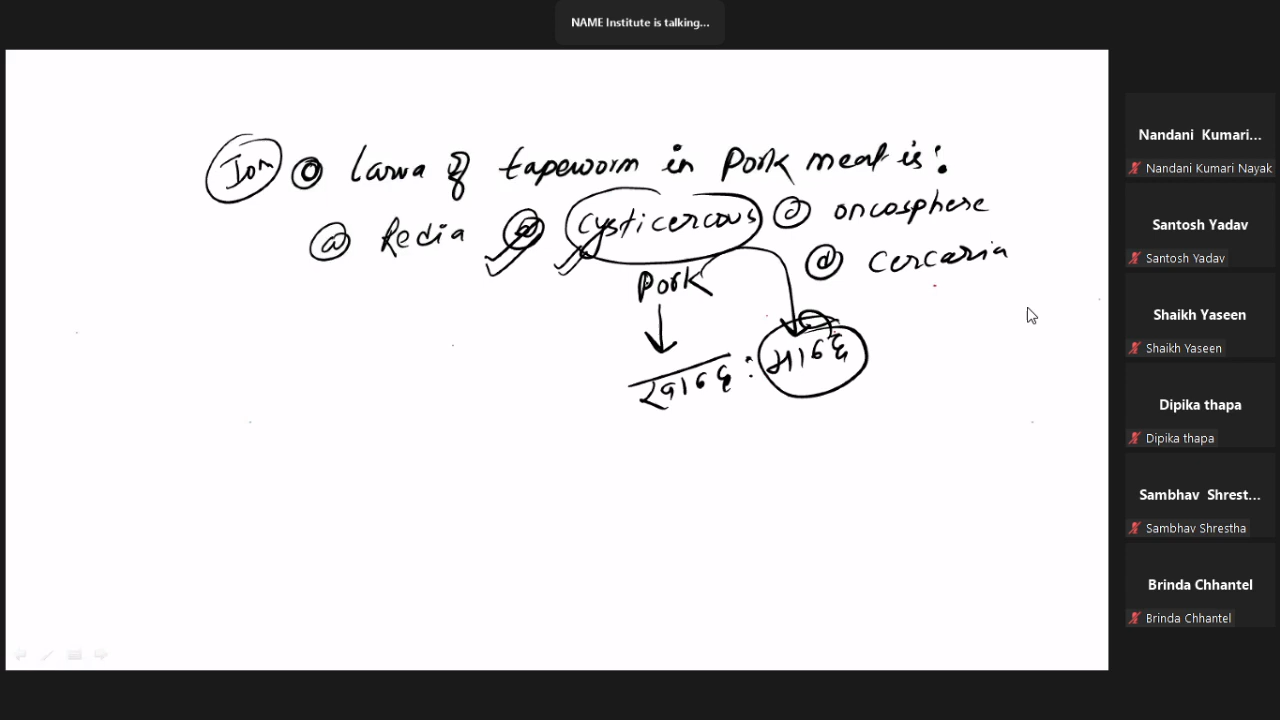 NAME Institute is talking...
Iom Q Larva of tapeworm in Pork meat is:
(a) Redia (b) Cysticercous (c) oncosphere
(d) cercaria
Pork
:
Nandani Kumari...
Nandani Kumari Nayak
Santosh Yadav
Santosh Yadav
Shaikh Yaseen
Shaikh Yaseen
Dipika thapa
Dipika thapa
Sambhav Shrest...
Sambhav Shrestha
Brinda Chhantel
Brinda Chhantel